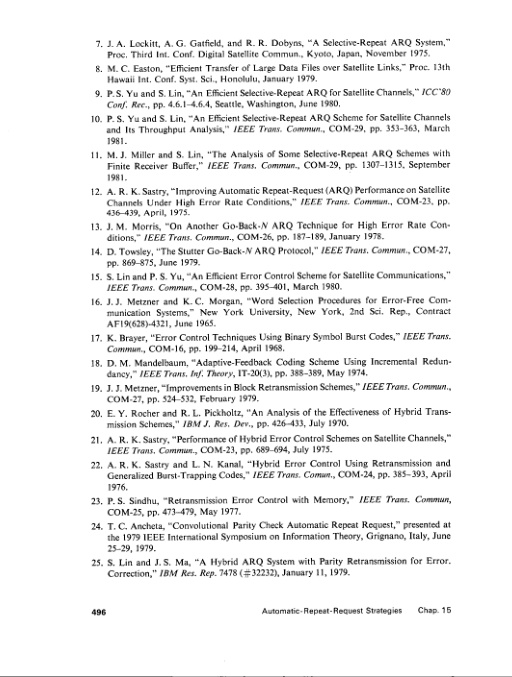 7. J. A. Lockitt, A. G. Gatfield, and R. R. Dobyns, "A Selective-Repeat ARQ System,"
Proc. Third Int. Conf. Digital Satellite Commun., Kyoto, Japan, November 1975.
8. M. C. Easton, "Efficient Transfer of Large Data Files over Satellite Links," Proc. 13th
Hawaii Int. Conf. Syst. Sci., Honolulu, January 1979.
9. P. S. Yu and S. Lin, "An Efficient Selective-Repeat ARQ for Satellite Channels," ICC'80
Conf. Rec., pp. 4.6.1-4.6.4, Seattle, Washington, June 1980.
10. P. S. Yu and S. Lin, "An Efficient Selective-Repeat ARQ Scheme for Satellite Channels
and Its Throughput Analysis," IEEE Trans. Commun., COM-29, pp. 353-363, March
1981.
11. M. J. Miller and S. Lin, "The Analysis of Some Selective-Repeat ARQ Schemes with
Finite Receiver Buffer," IEEE Trans. Commun., COM-29, pp. 1307-1315, September
1981.
12. A. R. K. Sastry, "Improving Automatic Repeat-Request (ARQ) Performance on Satellite
Channels Under High Error Rate Conditions," IEEE Trans. Commun., COM-23, pp.
436-439, April, 1975.
13. J. M. Morris, "On Another Go-Back-N ARQ Technique for High Error Rate Con-
ditions," IEEE Trans. Commun., COM-26, pp. 187-189, January 1978.
14. D. Towsley, "The Stutter Go-Back-N ARQ Protocol," IEEE Trans. Commun., COM-27,
pp. 869-875, June 1979.
15. S. Lin and P. S. Yu, "An Efficient Error Control Scheme for Satellite Communications,"
IEEE Trans. Commun., COM-28, pp. 395-401, March 1980.
16. J. J. Metzner and K. C. Morgan, "Word Selection Procedures for Error-Free Com-
munication Systems," New York University, New York, 2nd Sci. Rep., Contract
AF19(628)-4321, June 1965.
17. K. Brayer, "Error Control Techniques Using Binary Symbol Burst Codes," IEEE Trans.
Commun., COM-16, pp. 199-214, April 1968.
18. D. M. Mandelbaum, "Adaptive-Feedback Coding Scheme Using Incremental Redun-
dancy," IEEE Trans. Inf. Theory, IT-20(3), pp. 388-389, May 1974.
19. J. J. Metzner, "Improvements in Block Retransmission Schemes," IEEE Trans. Commun.,
COM-27, pp. 524-532, February 1979.
20. E. Y. Rocher and R. L. Pickholtz, "An Analysis of the Effectiveness of Hybrid Trans-
mission Schemes," IBM J. Res. Dev., pp. 426-433, July 1970.
21. A. R. K. Sastry, "Performance of Hybrid Error Control Schemes on Satellite Channels,"
IEEE Trans. Commun., COM-23, pp. 689-694, July 1975.
22. A. R. K. Sastry and L. N. Kanal, "Hybrid Error Control Using Retransmission and
Generalized Burst-Trapping Codes," IEEE Trans. Comun., COM-24, pp. 385-393, April
1976.
23. P. S. Sindhu, "Retransmission Error Control with Memory," IEEE Trans. Commun,
COM-25, pp. 473-479, May 1977.
24. T. C. Ancheta, "Convolutional Parity Check Automatic Repeat Request," presented at
the 1979 IEEE International Symposium on Information Theory, Grignano, Italy, June
25-29, 1979.
25. S. Lin and J. S. Ma, "A Hybrid ARQ System with Parity Retransmission for Error.
Correction," IBM Res. Rep. 7478 (#32232), January 11, 1979.
496 Automatic-Repeat-Request Strategies Chap. 15